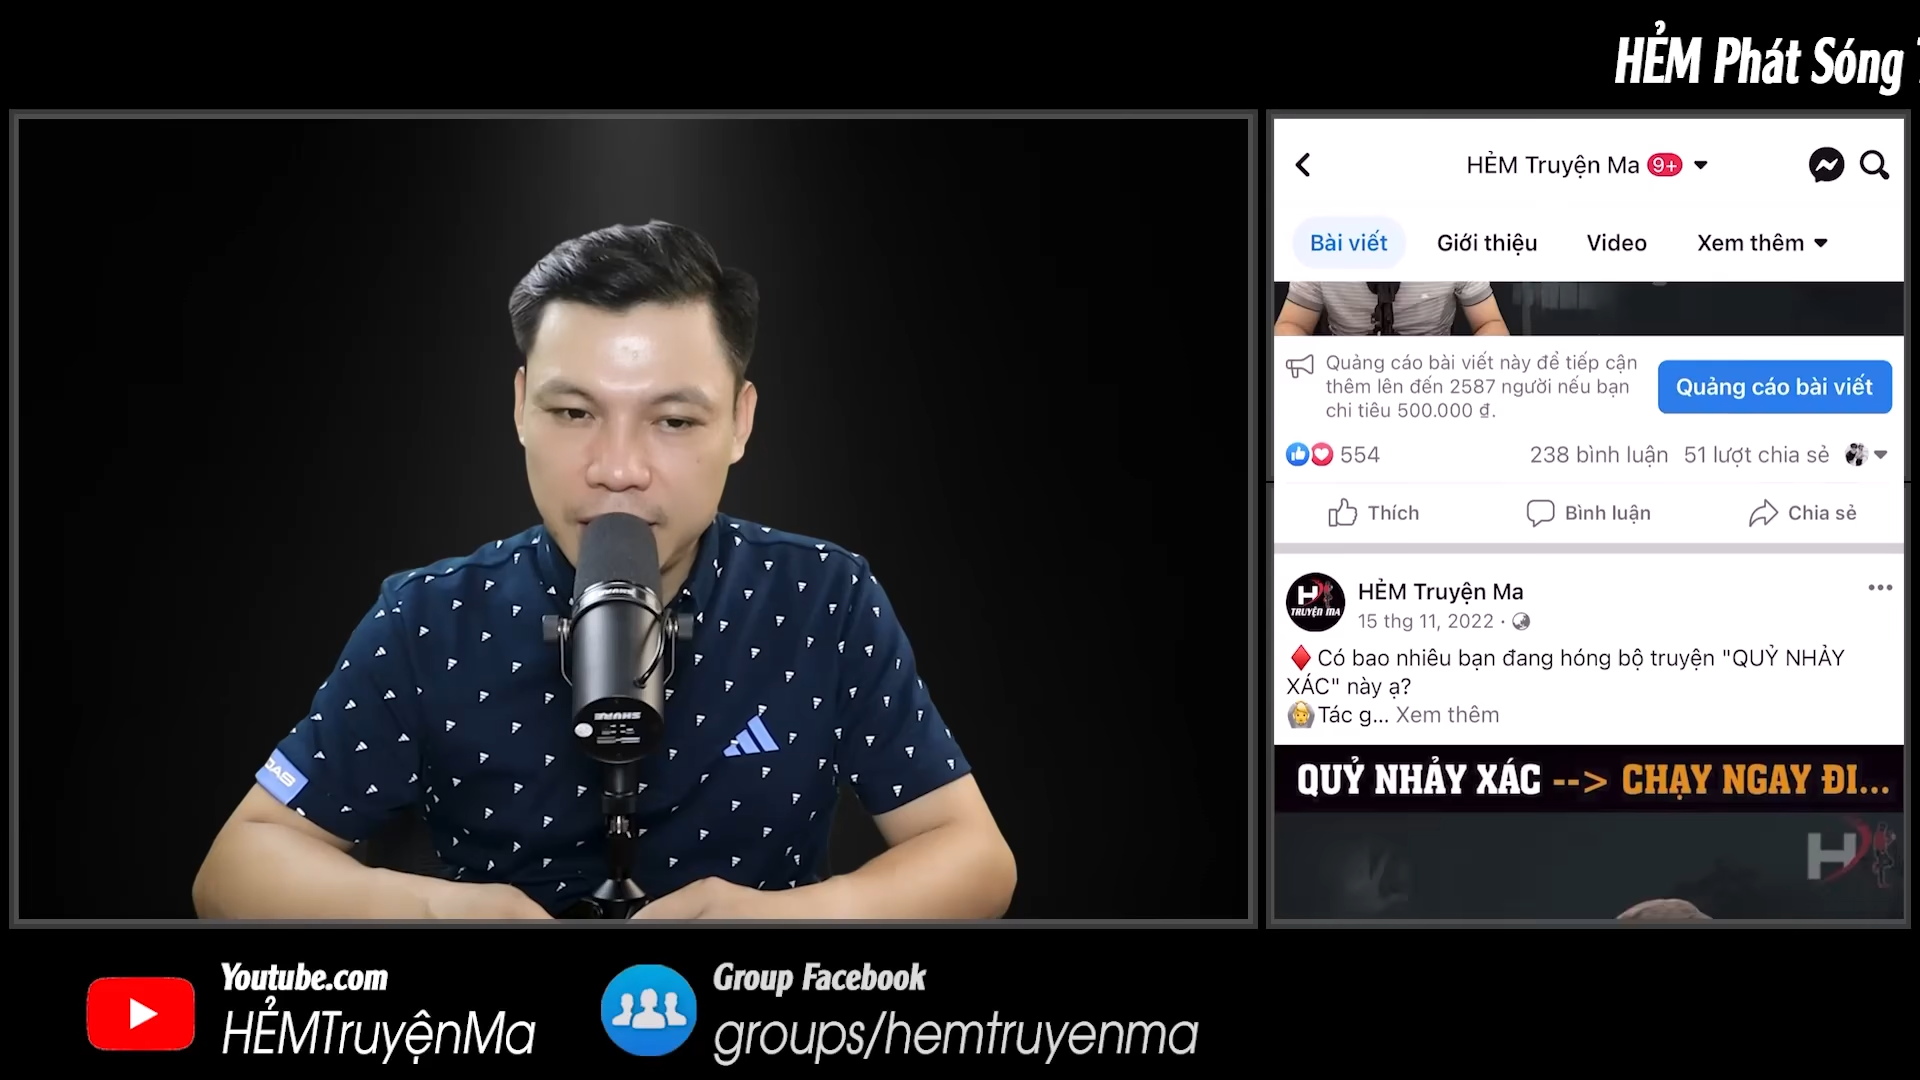 HẺM Phát Sóng
HẺM Truyện Ma 9+
Bài viết Giới thiệu Video Xem thêm
Quảng cáo bài viết này để tiếp cận
thêm lên đến 2587 người nếu bạn
chi tiêu 500.000 ₫.
Quảng cáo bài viết
554 238 bình luận 51 lượt chia sẻ
Thích Bình luận Chia sẻ
H
TRUYỆN MA
HẺM Truyện Ma
15 thg 11, 2022 ·
Có bao nhiêu bạn đang hóng bộ truyện "QUỶ NHẢY
XÁC" này ạ?
Tác g... Xem thêm
QUỶ NHẢY XÁC --> CHẠY NGAY ĐI...
H
SHURE
Youtube.com
HẺMTruyệnMa
Group Facebook
groups/hemtruyenma